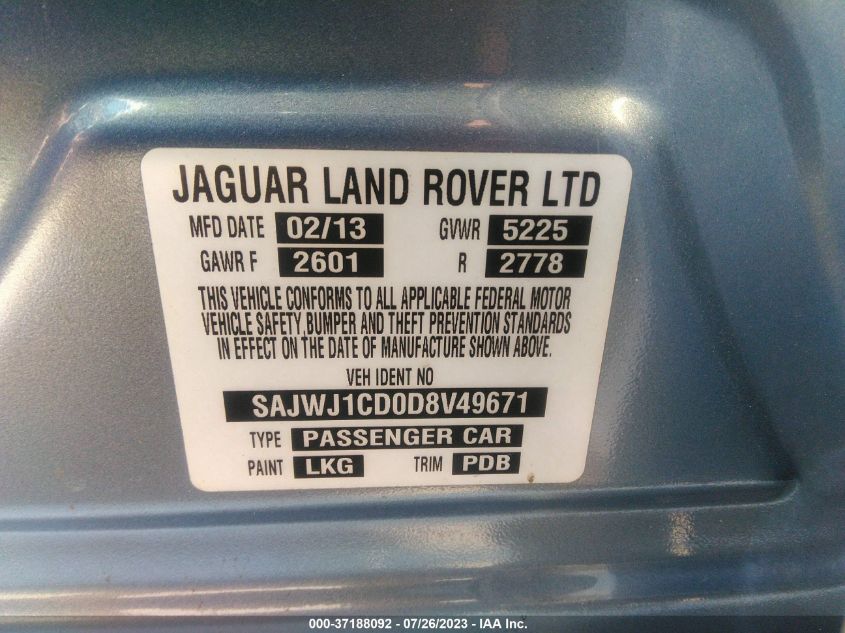 JAGUAR LAND ROVER LTD
MFD DATE 02/13 GVWR 5225
GAWR F 2601 R 2778
THIS VEHICLE CONFORMS TO ALL APPLICABLE FEDERAL MOTOR
VEHICLE SAFETY,BUMPER AND THEFT PREVENTION STANDARDS
IN EFFECT ON THE DATE OF MANUFACTURE SHOWN ABOVE.
VEH IDENT NO
SAJWJ1CD0D8V49671
TYPE PASSENGER CAR
PAINT LKG TRIM PDB
000-37188092 - 07/26/2023 - IAA Inc.